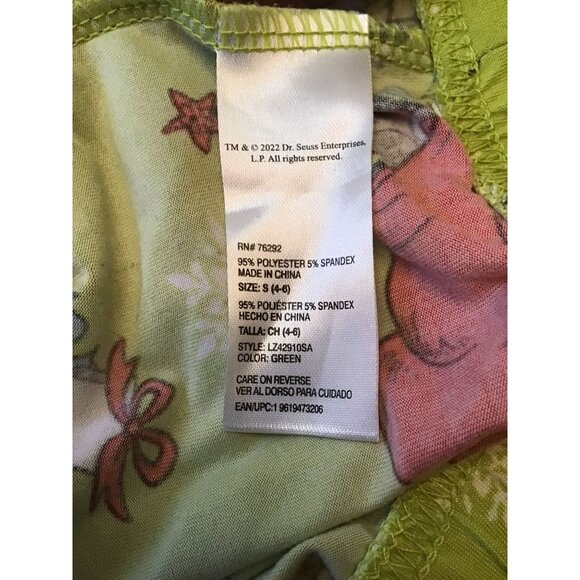 TM & © 2022 Dr. Seuss Enterprises,
L.P. All rights reserved.
RN# 76292
95% POLYESTER 5% SPANDEX
MADE IN CHINA
SIZE: S (4-6)
95% POLIÉSTER 5% SPANDEX
HECHO EN CHINA
TALLA: CH (4-6)
STYLE: LZ42910SA
COLOR: GREEN
CARE ON REVERSE
VER AL DORSO PARA CUIDADO
EAN/UPC:1 9619473206